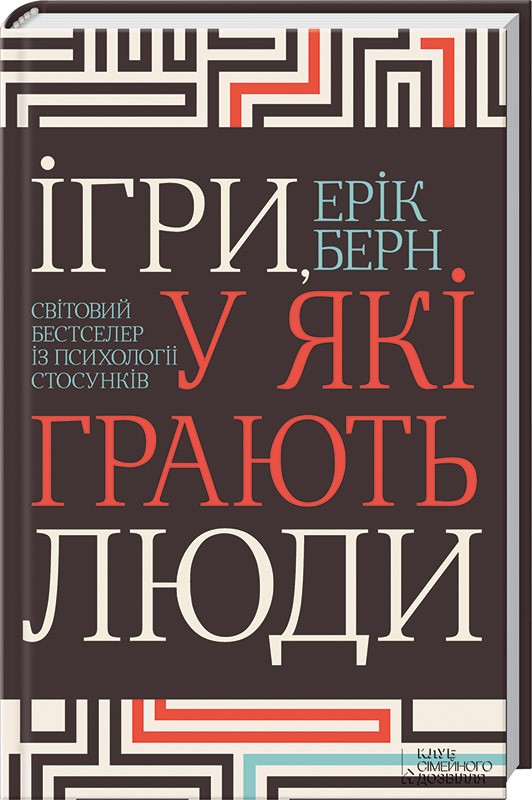 ІГРИ,
ЕРІК
БЕРН
СВІТОВИЙ
БЕСТСЕЛЕР
ІЗ ПСИХОЛОГІЇ
СТОСУНКІВ
У ЯКІ
ГРАЮТЬ
ЛЮДИ
КЛУБ
СІМЕЙНОГО
ДОЗВІЛЛЯ